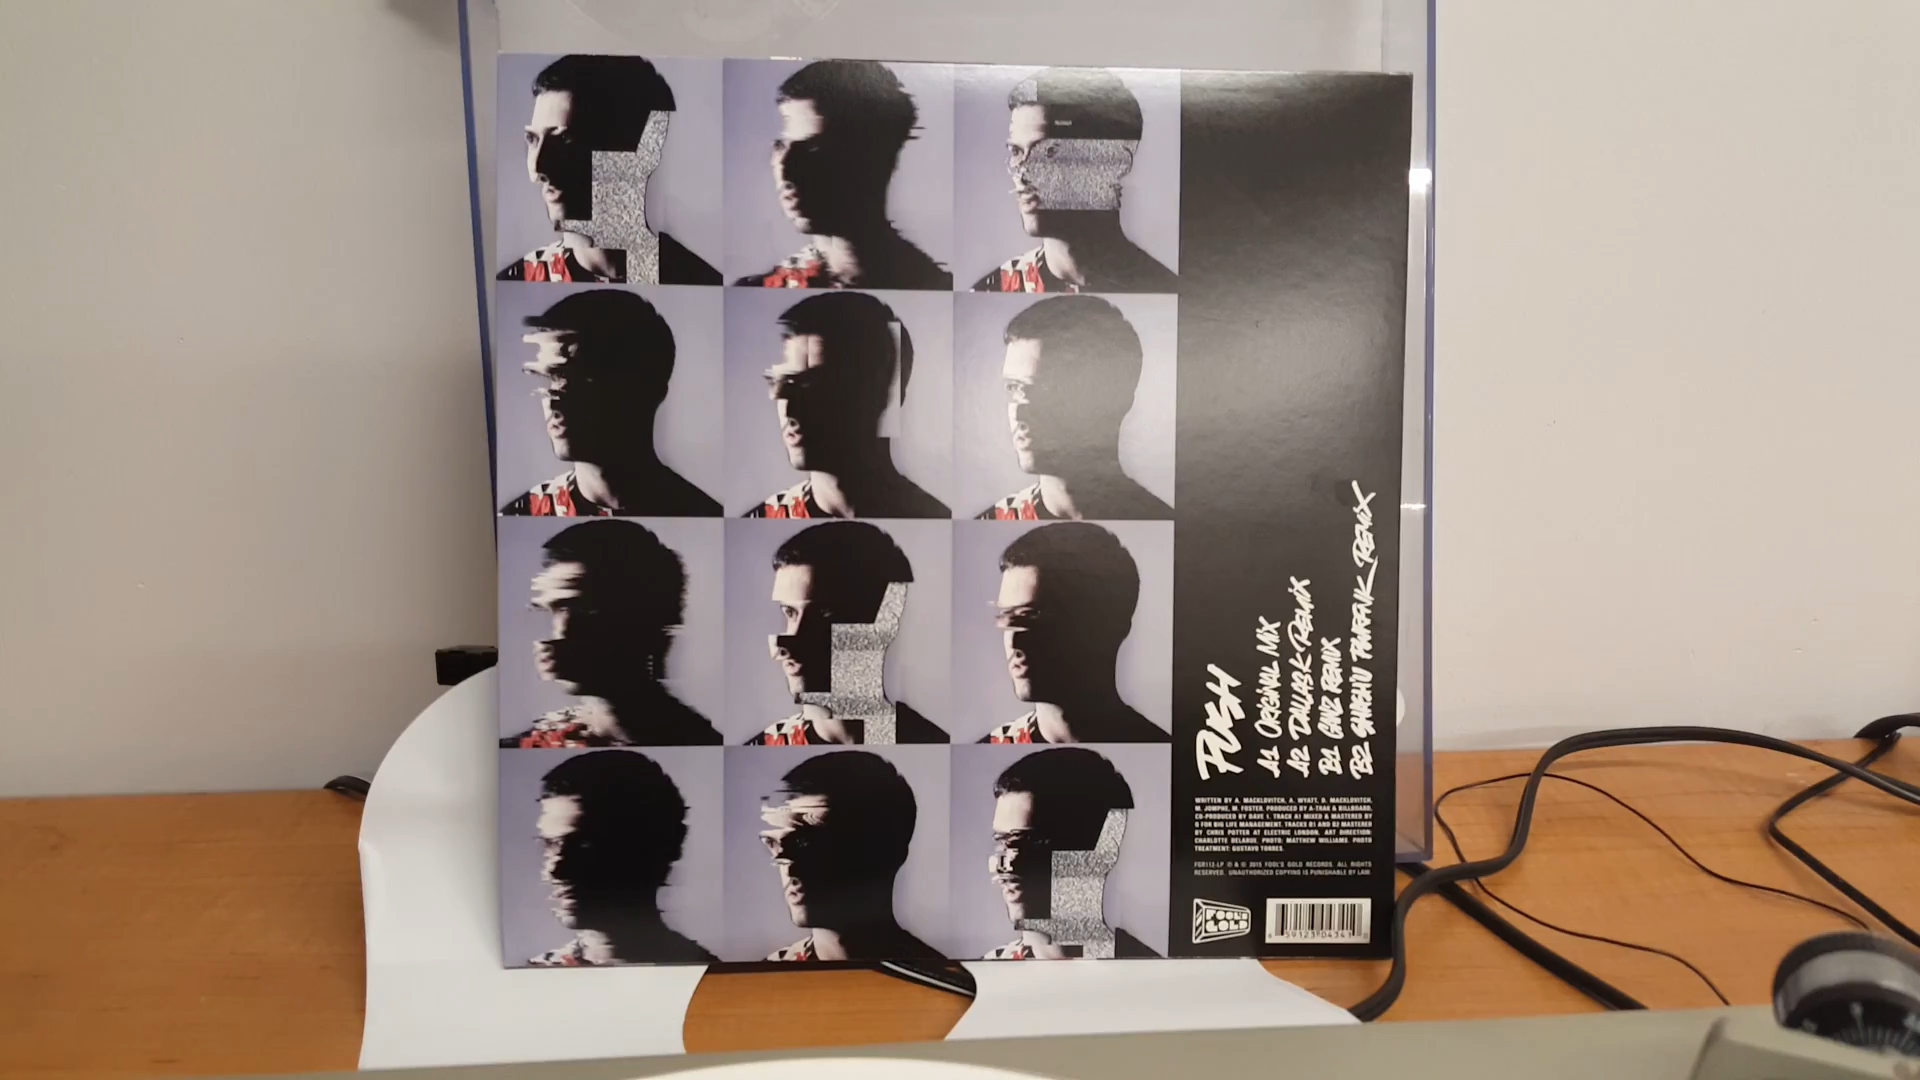 PUSH
A1 ORIGINAL MIX
A2 DALLASK REMIX
B1 GANZ REMIX
B2 REMIX
WRITTEN BY A. MACKLOVITCH, A. WYATT, D. MACKLOVITCH,
M. JOMPHE, M. FOSTER. PRODUCED BY A-TRAK & BILLBOARD.
CO-PRODUCED BY DAVE 1. TRACK A1 MIXED & MASTERED BY
D FOR BIG LIFE MANAGEMENT. TRACKS B1 AND B2 MASTERED
BY CHRIS POTTER AT ELECTRIC LONDON. ART DIRECTION:
CHARLOTTE DELARUE. PHOTO: MATTHEW WILLIAMS. PHOTO
TREATMENT: GUSTAVO TORRES.
FGR112-LP ℗ & © 2015 FOOL'S GOLD RECORDS. ALL RIGHTS
RESERVED. UNAUTHORIZED COPYING IS PUNISHABLE BY LAW.
FOOL'S
GOLD